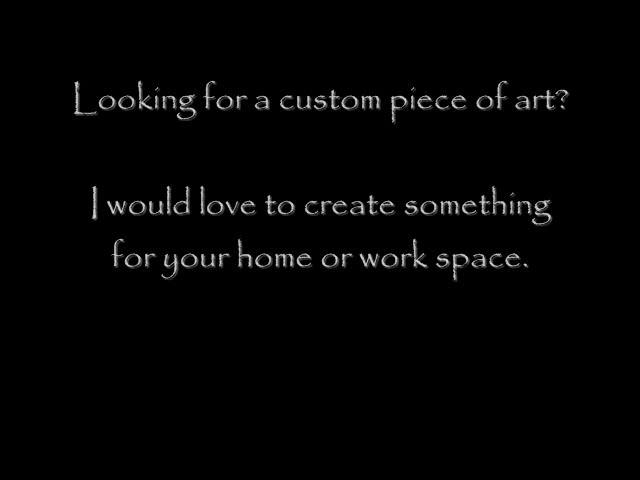 Looking for a custom piece of art?
I would love to create something
for your home or work space.